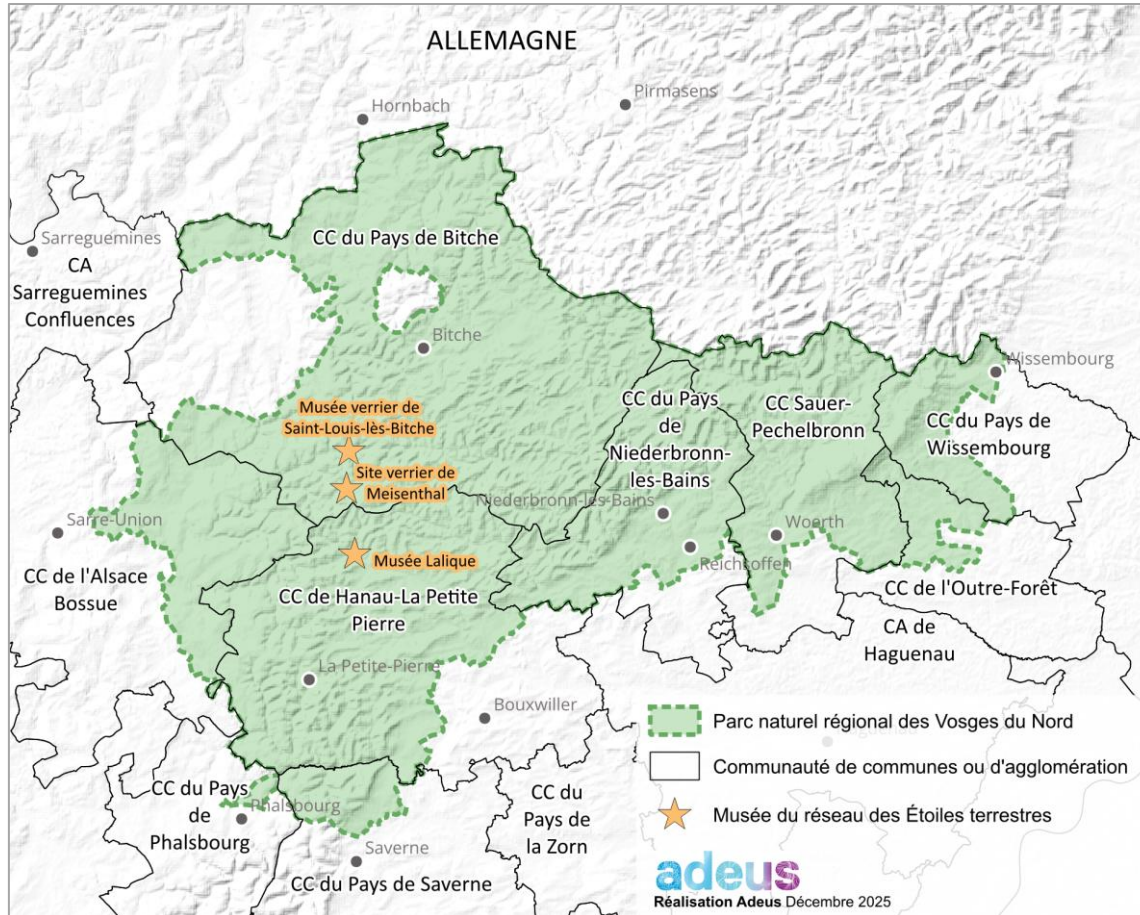 ALLEMAGNE
Pirmasens
Hornbach
Sarreguemines
CA
Sarreguemines
Confluences
CC du Pays de Bitche
Bitche
Wissembourg
Musée verrier de
Saint-Louis-lès-Bitche
CC du Pays
de
Niederbronn-
les-Bains
CC Sauer-
Pechelbronn
CC du Pays de
Wissembourg
Site verrier de
Meisenthal
Niederbronn-les-Bains
Sarre-Union
Woerth
Reichsoffen
Musée Lalique
CC de l'Alsace
Bossue
CC de Hanau-La Petite
Pierre
CC de l'Outre-Forêt
CA de
Haguenau
La Petite-Pierre
Bouxwiller
CC du Pays
de
Phalsbourg
Phalsbourg
CC du
Pays de
la Zorn
Saverne
CC du Pays de Saverne
Parc naturel régional des Vosges du Nord
Communauté de communes ou d'agglomération
Musée du réseau des Étoiles terrestres
adeus
Réalisation Adeus Décembre 2025